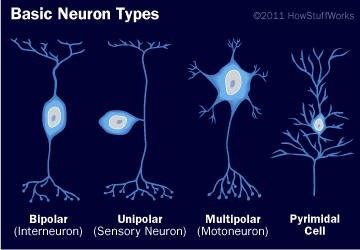 Basic Neuron Types
©2011 HowStuffWorks
Bipolar
(Interneuron)
Unipolar
(Sensory Neuron)
Multipolar
(Motoneuron)
Pyrimidal
Cell